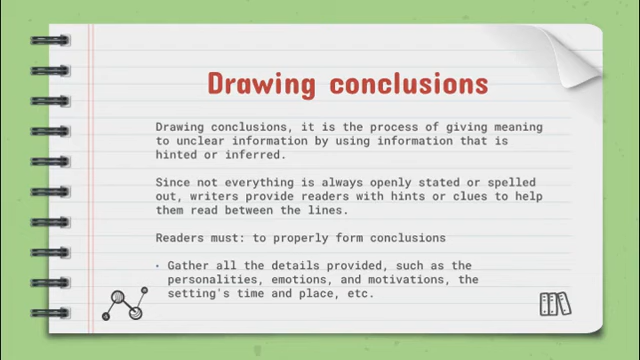 Drawing conclusions
Drawing conclusions, it is the process of giving meaning
to unclear information by using information that is
hinted or inferred.
Since not everything is always openly stated or spelled
out, writers provide readers with hints or clues to help
them read between the lines.
Readers must: to properly form conclusions
· Gather all the details provided, such as the
personalities, emotions, and motivations, the
setting's time and place, etc.